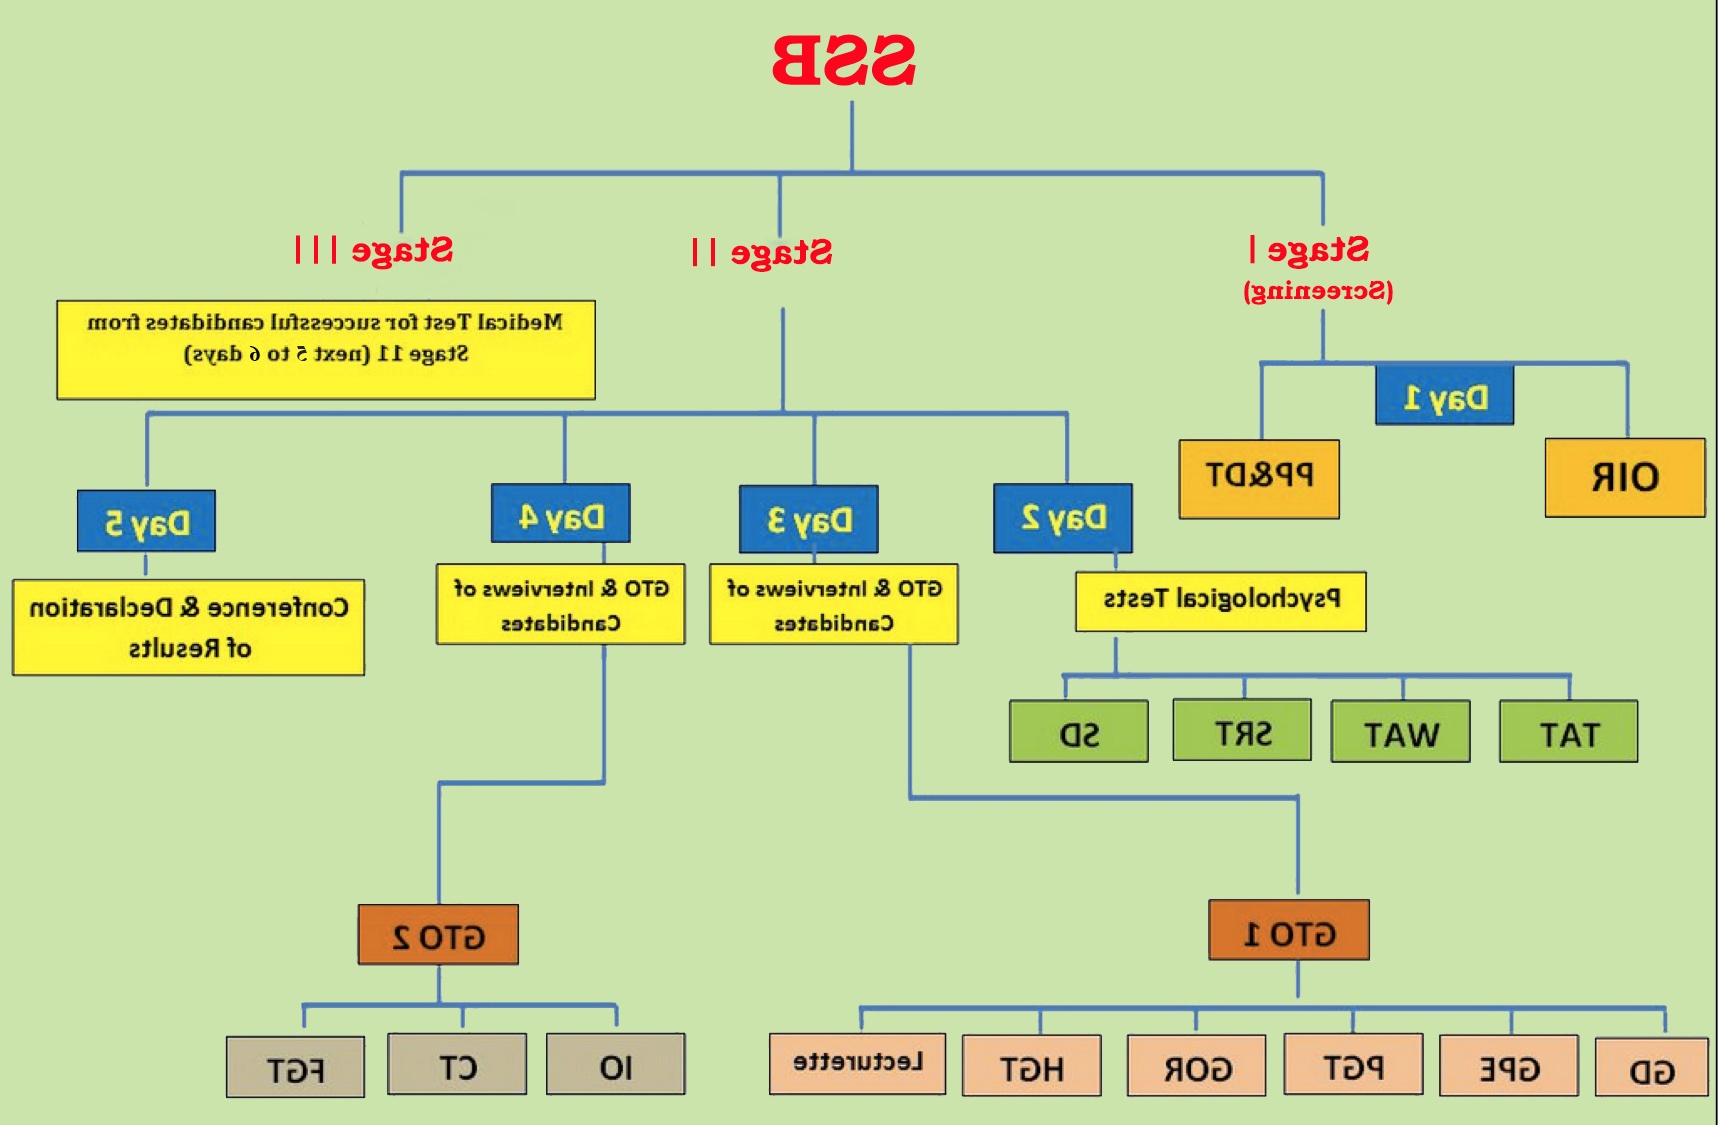 SSB
Stage |
(Screening)
Stage ||
Stage |||
Medical Test for successful candidates from
Stage 11 (next 5 to 6 days)
Day 1
OIR
PP&DT
Day 2
Day 3
Day 4
Day 5
Psychological Tests
GTO & Interviews of
Candidates
GTO & Interviews of
Candidates
Conference & Declaration
of Results
TAT
WAT
SRT
SD
GTO 1
GTO 2
GD
GPE
PGT
GOR
HGT
Lecturette
IO
CT
FGT